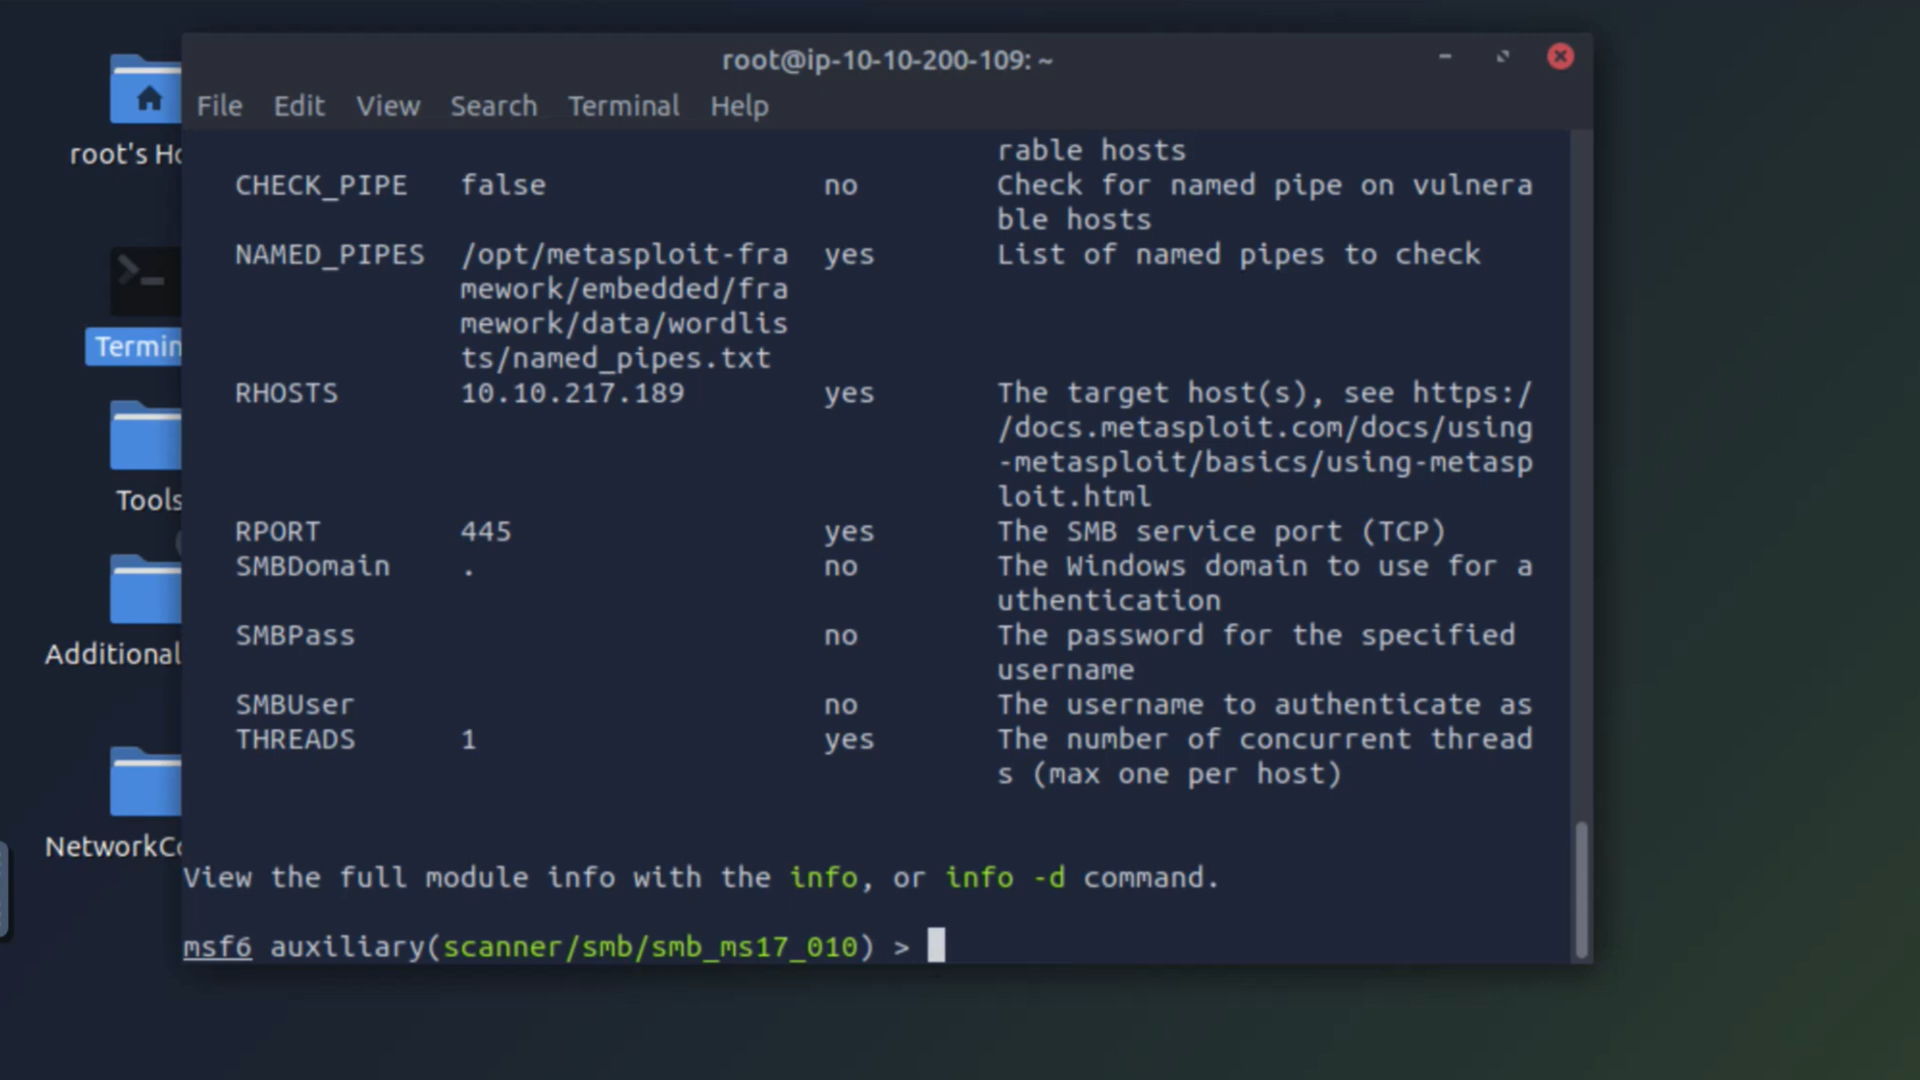 root@ip-10-10-200-109: ~
File Edit View Search Terminal Help
root's Ho
Termin
Tools
Additional
NetworkCo
rable hosts
CHECK_PIPE false no Check for named pipe on vulnera
ble hosts
NAMED_PIPES /opt/metasploit-fra yes List of named pipes to check
mework/embedded/fra
mework/data/wordlis
ts/named_pipes.txt
RHOSTS 10.10.217.189 yes The target host(s), see https:/
/docs.metasploit.com/docs/using
-metasploit/basics/using-metasp
loit.html
RPORT 445 yes The SMB service port (TCP)
SMBDomain . no The Windows domain to use for a
uthentication
SMBPass no The password for the specified
username
SMBUser no The username to authenticate as
THREADS 1 yes The number of concurrent thread
s (max one per host)
View the full module info with the info, or info -d command.
msf6 auxiliary(scanner/smb/smb_ms17_010) >